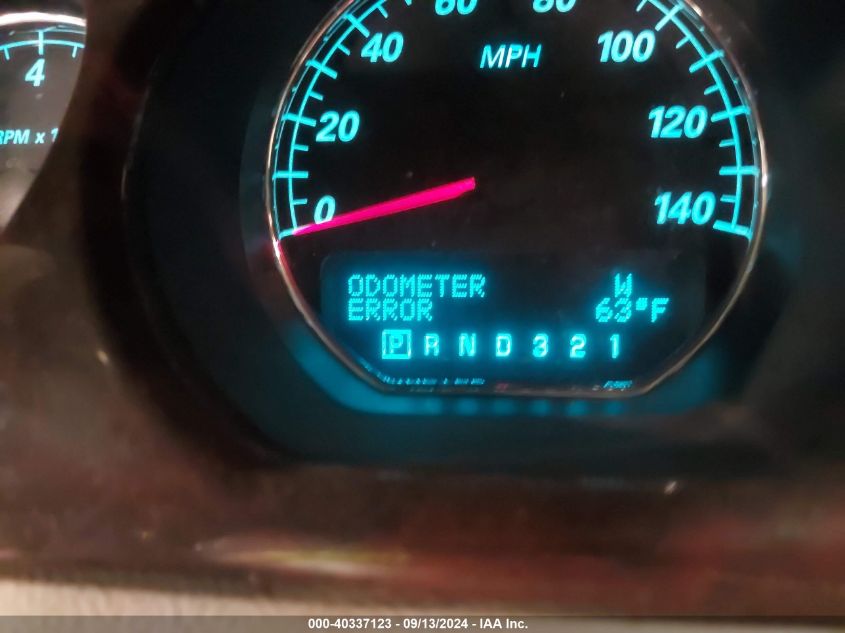 60 80
40 MPH 100
4
20 120
RPM x 1
0 140
ODOMETER W
ERROR 63°F
P R N D 3 2 1
000-40337123 - 09/13/2024 - IAA Inc.